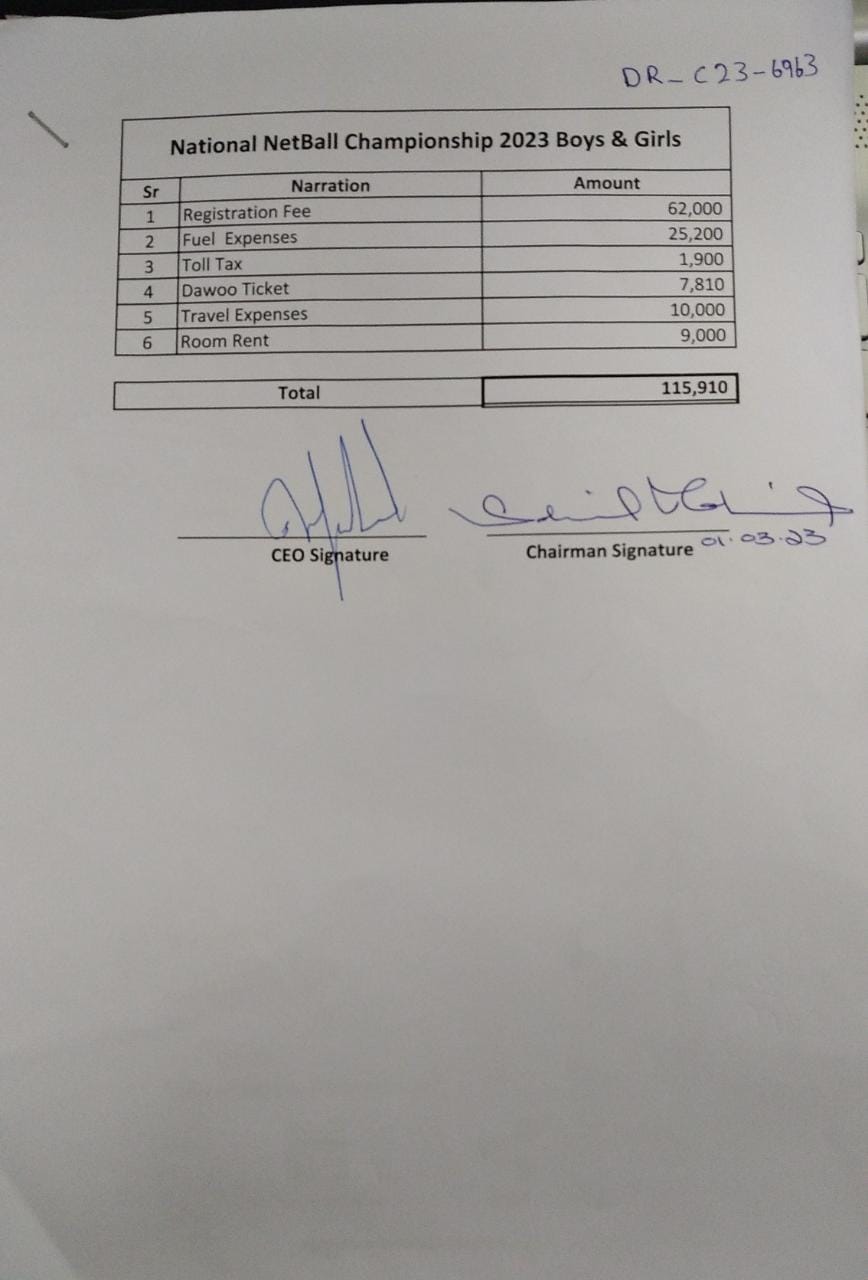 DR- C23-6963
National NetBall Championship 2023 Boys & Girls
Sr Narration Amount
1 Registration Fee 62,000
2 Fuel Expenses 25,200
3 Toll Tax 1,900
4 Dawoo Ticket 7,810
5 Travel Expenses 10,000
6 Room Rent 9,000
Total 115,910
CEO Signature
Chairman Signature 01.03.23